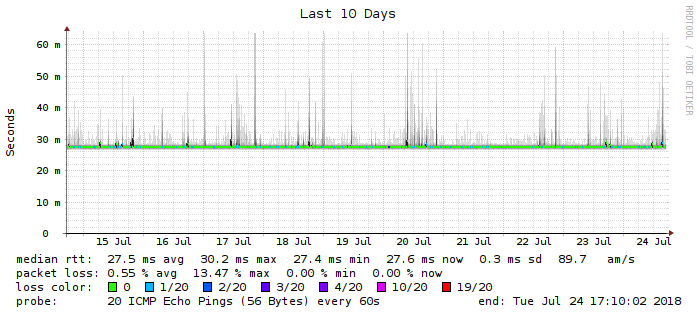 Last 10 Days
RRDTOOL / TOBI OETIKER
Seconds
60 m
50 m
40 m
30 m
20 m
10 m
0
15 Jul 16 Jul 17 Jul 18 Jul 19 Jul 20 Jul 21 Jul 22 Jul 23 Jul 24 Jul
median rtt: 27.5 ms avg 30.2 ms max 27.4 ms min 27.6 ms now 0.3 ms sd 89.7 am/s
packet loss: 0.55 % avg 13.47 % max 0.00 % min 0.00 % now
loss color: 0 1/20 2/20 3/20 4/20 10/20 19/20
probe: 20 ICMP Echo Pings (56 Bytes) every 60s end: Tue Jul 24 17:10:02 2018